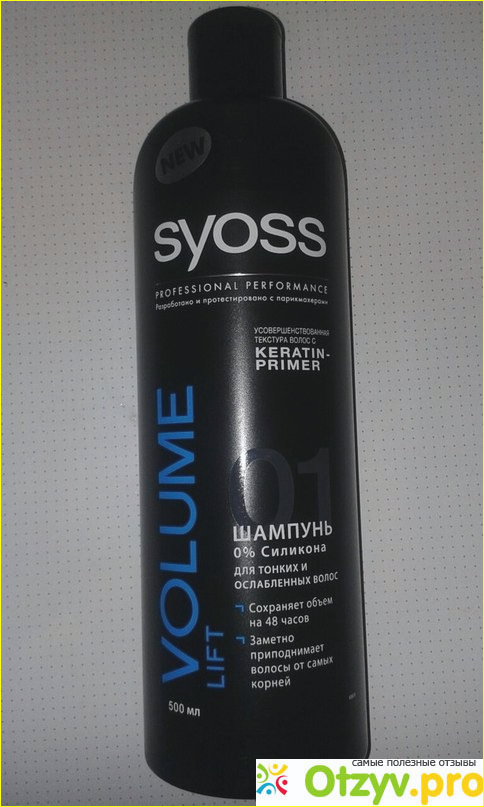 NEW
syoss
PROFESSIONAL PERFORMANCE
Разработано и протестировано с парикмахерами
УСОВЕРШЕНСТВОВАННАЯ
ТЕКСТУРА ВОЛОС С
KERATIN-
PRIMER
VOLUME
LIFT
01
ШАМПУНЬ
0% Силикона
ДЛЯ ТОНКИХ И
ОСЛАБЛЕННЫХ ВОЛОС
Сохраняет объем
на 48 часов
Заметно
приподнимает
волосы от самых
корней
500 мл
самые полезные отзывы
Otzyv.pro